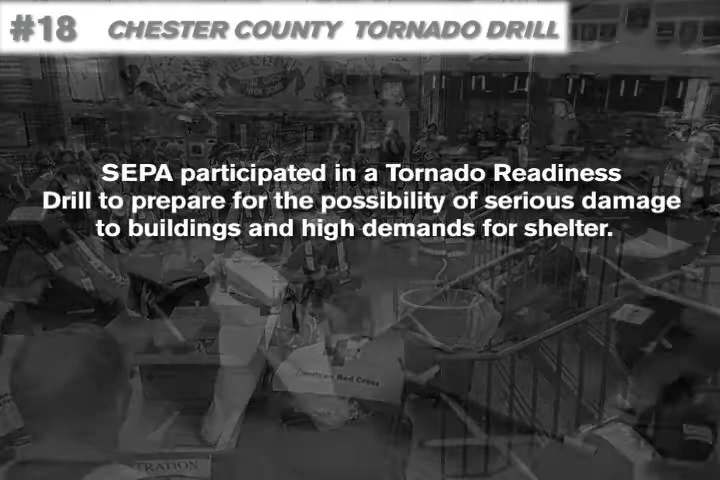 #18 CHESTER COUNTY TORNADO DRILL
SEPA participated in a Tornado Readiness
Drill to prepare for the possibility of serious damage
to buildings and high demands for shelter.
American Red Cross
TRATION